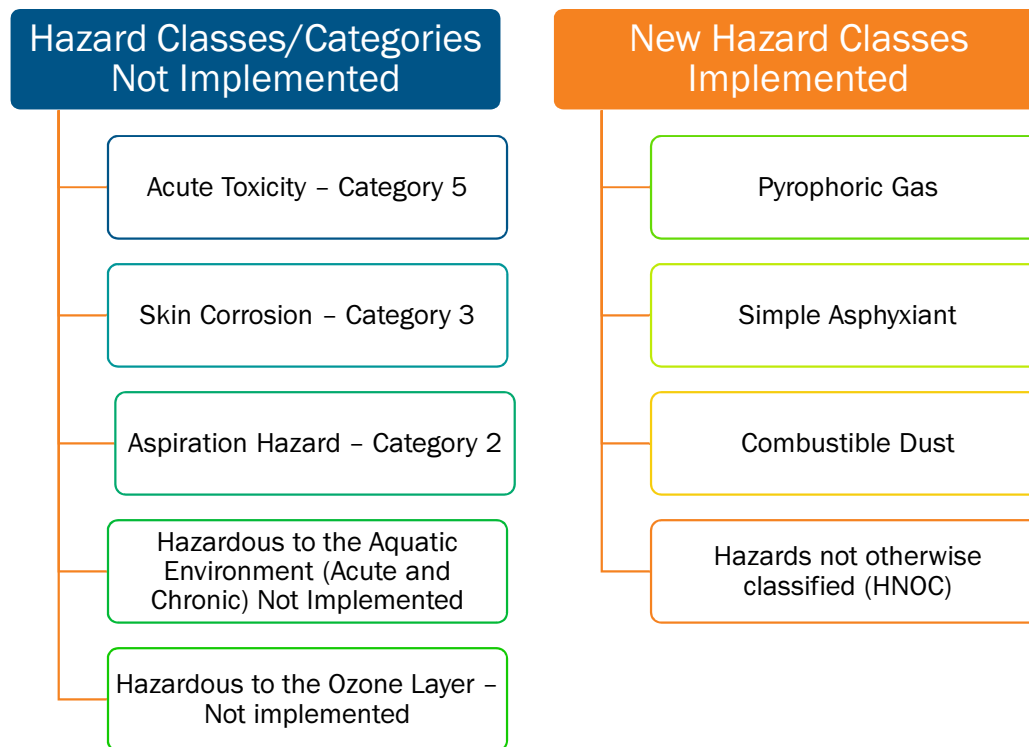 Hazard Classes/Categories
Not Implemented
Acute Toxicity – Category 5
Skin Corrosion – Category 3
Aspiration Hazard – Category 2
Hazardous to the Aquatic
Environment (Acute and
Chronic) Not Implemented
Hazardous to the Ozone Layer –
Not implemented
New Hazard Classes
Implemented
Pyrophoric Gas
Simple Asphyxiant
Combustible Dust
Hazards not otherwise
classified (HNOC)